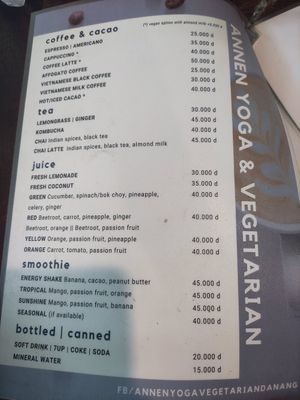 (*) vegan option with almond milk +5.000 đ
coffee & cacao
ESPRESSO | AMERICANO 25.000 đ
CAPPUCCINO * 35.000 đ
COFFEE LATTE * 40.000 đ
AFFOGATO COFFEE 50.000 đ
VIETNAMESE BLACK COFFEE 25.000 đ
VIETNAMESE MILK COFFEE 30.000 đ
HOT/ICED CACAO * 40.000 đ
tea
LEMONGRASS | GINGER 30.000 đ
KOMBUCHA
CHAI Indian spices, black tea 40.000 đ
CHAI LATTE Indian spices, black tea, almond milk 45.000 đ
juice
FRESH LEMONADE 30.000 đ
FRESH COCONUT 35.000 đ
GREEN Cucumber, spinach/bok choy, pineapple, 40.000 đ
celery, ginger
RED Beetroot, carrot, pineapple, ginger 40.000 đ
Beetroot, orange || Beetroot, passion fruit
YELLOW Orange, passion fruit, pineapple 40.000 đ
ORANGE Carrot, tomato, passion fruit 40.000 đ
smoothie
ENERGY SHAKE Banana, cacao, peanut butter 45.000 đ
TROPICAL Mango, passion fruit, orange 45.000 đ
SUNSHINE Mango, passion fruit, banana 45.000 đ
SEASONAL (if available) 40.000 đ
bottled | canned
SOFT DRINK | 7UP | COKE | SODA 20.000 đ
MINERAL WATER 15.000 đ
ANNEN YOGA & VEGETARIAN
FB/ANNENYOGAVEGETARIANDANANG